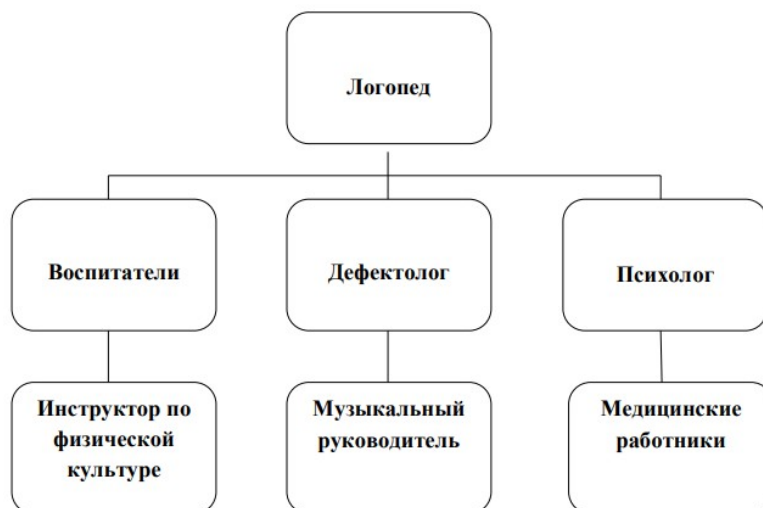 Логопед
Воспитатели
Дефектолог
Психолог
Инструктор по
физической
культуре
Музыкальный
руководитель
Медицинские
работники